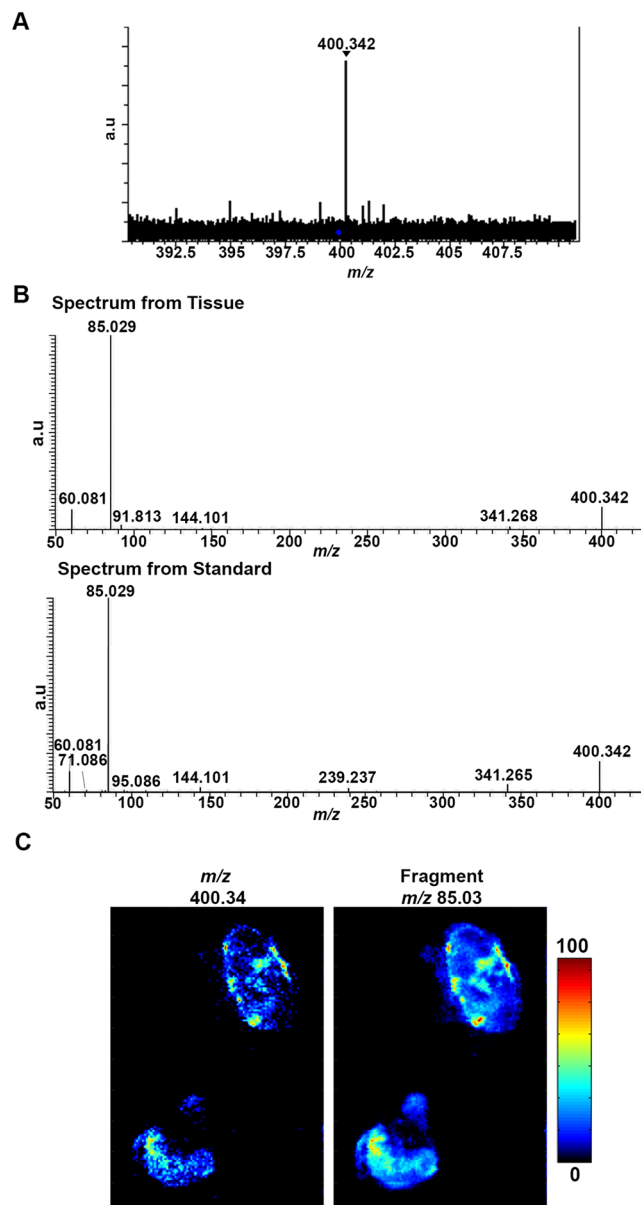 A
400.342
a.u
392.5 395 397.5 400 402.5 405 407.5
m/z
B
Spectrum from Tissue
85.029
a.u
60.081
91.813
144.101
341.268
400.342
50 100 150 200 250 300 350 400
m/z
Spectrum from Standard
85.029
a.u
60.081
71.086
95.086
144.101
239.237
341.265
400.342
50 100 150 200 250 300 350 400
m/z
C
m/z
400.34
Fragment
m/z 85.03
100
0